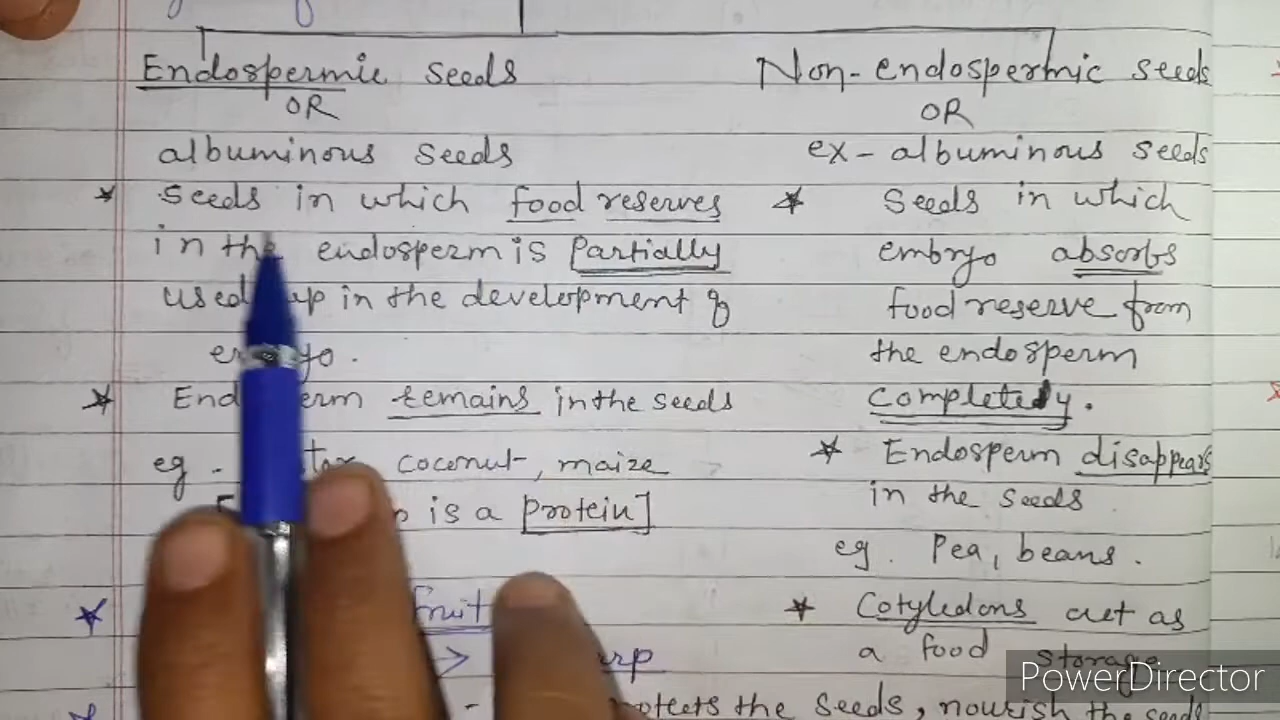 Endospermic seeds
OR
albuminous seeds
* seeds in which food reserves
in the endosperm is Partially
used up in the development of
* remains in the seeds
eg. coconut, maize
is a [Protein]
* fruit
protects the seeds, nourish the seeds
Non-endospermic seeds
OR
ex-albuminous seeds
* Seeds in which
embryo absorbs
food reserve from
the endosperm
completely.
* Endosperm disappears
in the seeds
eg. Pea, beans.
* Cotyledons act as
a food storage
PowerDirector